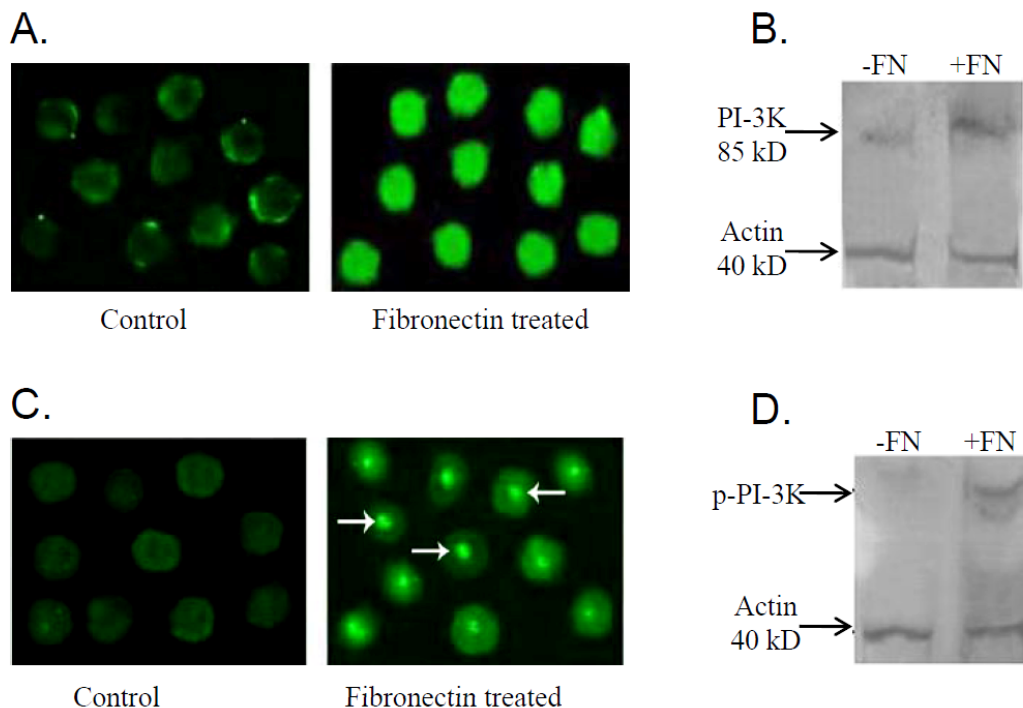 A.
Control
Fibronectin treated
B.
-FN +FN
PI-3K
85 kD
Actin
40 kD
C.
Control
Fibronectin treated
D.
-FN +FN
p-PI-3K
Actin
40 kD